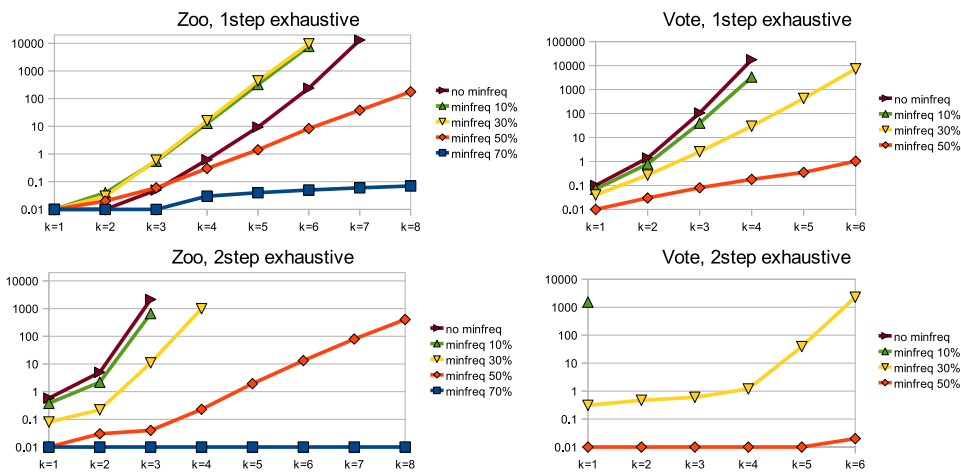 Zoo, 1step exhaustive
10000
1000
100
10
1
0.1
0.01
k=1 k=2 k=3 k=4 k=5 k=6 k=7 k=8
no minfreq
minfreq 10%
minfreq 30%
minfreq 50%
minfreq 70%
Vote, 1step exhaustive
100000
10000
1000
100
10
1
0.1
0.01
k=1 k=2 k=3 k=4 k=5 k=6
no minfreq
minfreq 10%
minfreq 30%
minfreq 50%
Zoo, 2step exhaustive
10000
1000
100
10
1
0.1
0.01
k=1 k=2 k=3 k=4 k=5 k=6 k=7 k=8
no minfreq
minfreq 10%
minfreq 30%
minfreq 50%
minfreq 70%
Vote, 2step exhaustive
10000
1000
100
10
1
0.1
0.01
k=1 k=2 k=3 k=4 k=5 k=6
no minfreq
minfreq 10%
minfreq 30%
minfreq 50%